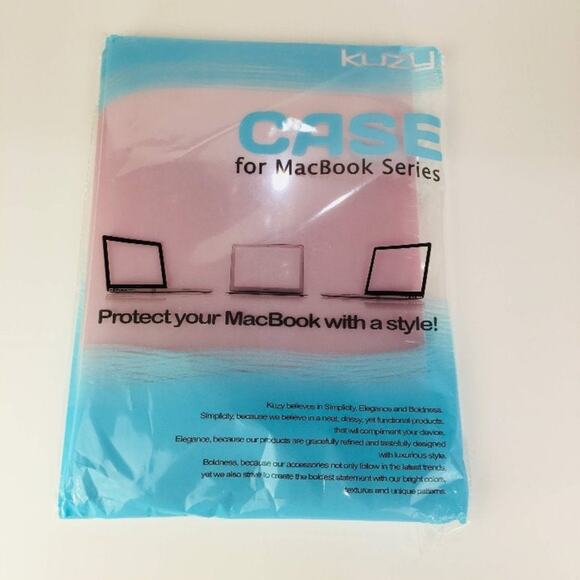 KUZY
CASE
for MacBook Series
Protect your MacBook with a style!
Kuzy believes in Simplicity, Elegance and Boldness.
Simplicity, because we believe in a neat, classy, yet functional products,
that will compliment your device.
Elegance, because our products are gracefully refined and tastefully designed
with luxurious style.
Boldness, because our accessories not only follow in the latest trends,
yet we also strive to create the boldest statement with our bright colors,
textures and unique patterns.